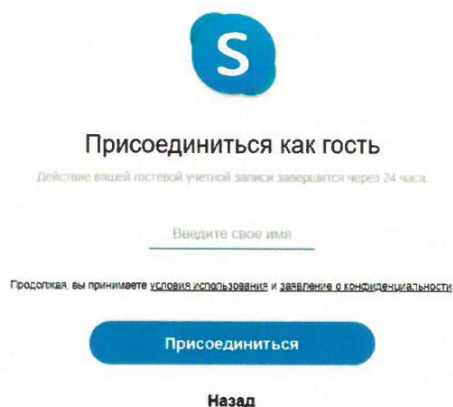 S
Присоединиться как гость
Действие вашей гостевой учетной записи завершится через 24 часа.
Введите свое имя
Продолжая, вы принимаете условия использования и заявление о конфиденциальности.
Присоединиться
Назад